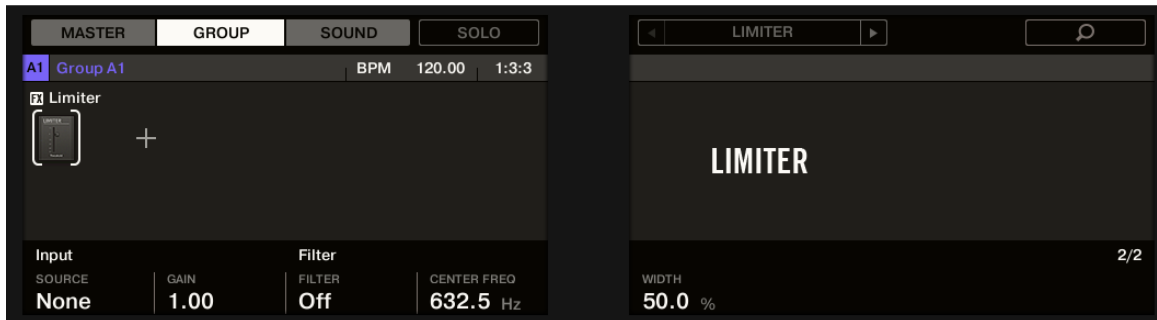 MASTER GROUP SOUND SOLO
LIMITER
A1 Group A1 BPM 120.00 1:3:3
FX Limiter
LIMITER
Input Filter
2/2
SOURCE GAIN FILTER CENTER FREQ
WIDTH
None 1.00 Off 632.5 Hz
50.0 %